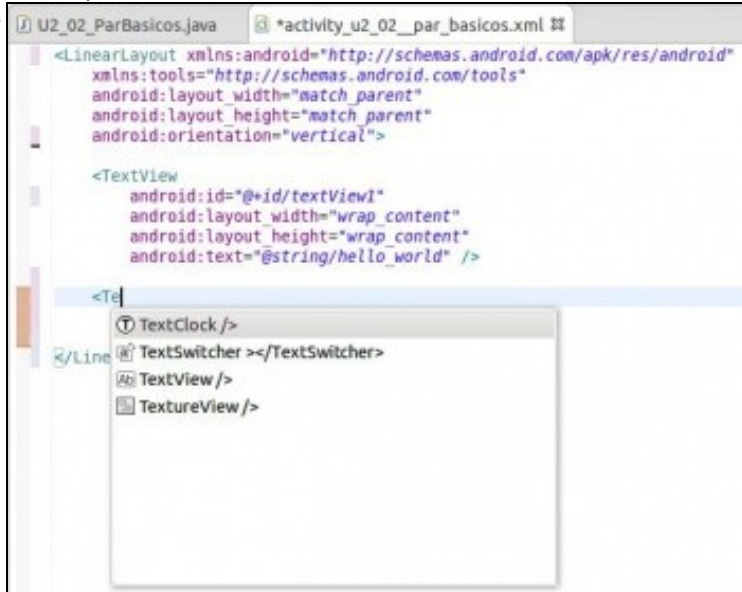 U2_02_ParBasicos.java
*activity_u2_02__par_basicos.xml
<LinearLayout xmlns:android="http://schemas.android.com/apk/res/android"
xmlns:tools="http://schemas.android.com/tools"
android:layout_width="match_parent"
android:layout_height="match_parent"
android:orientation="vertical">
<TextView
android:id="@+id/textView1"
android:layout_width="wrap_content"
android:layout_height="wrap_content"
android:text="@string/hello_world" />
<Te
TextClock />
</Line
TextSwitcher ></TextSwitcher>
TextView />
TextureView />